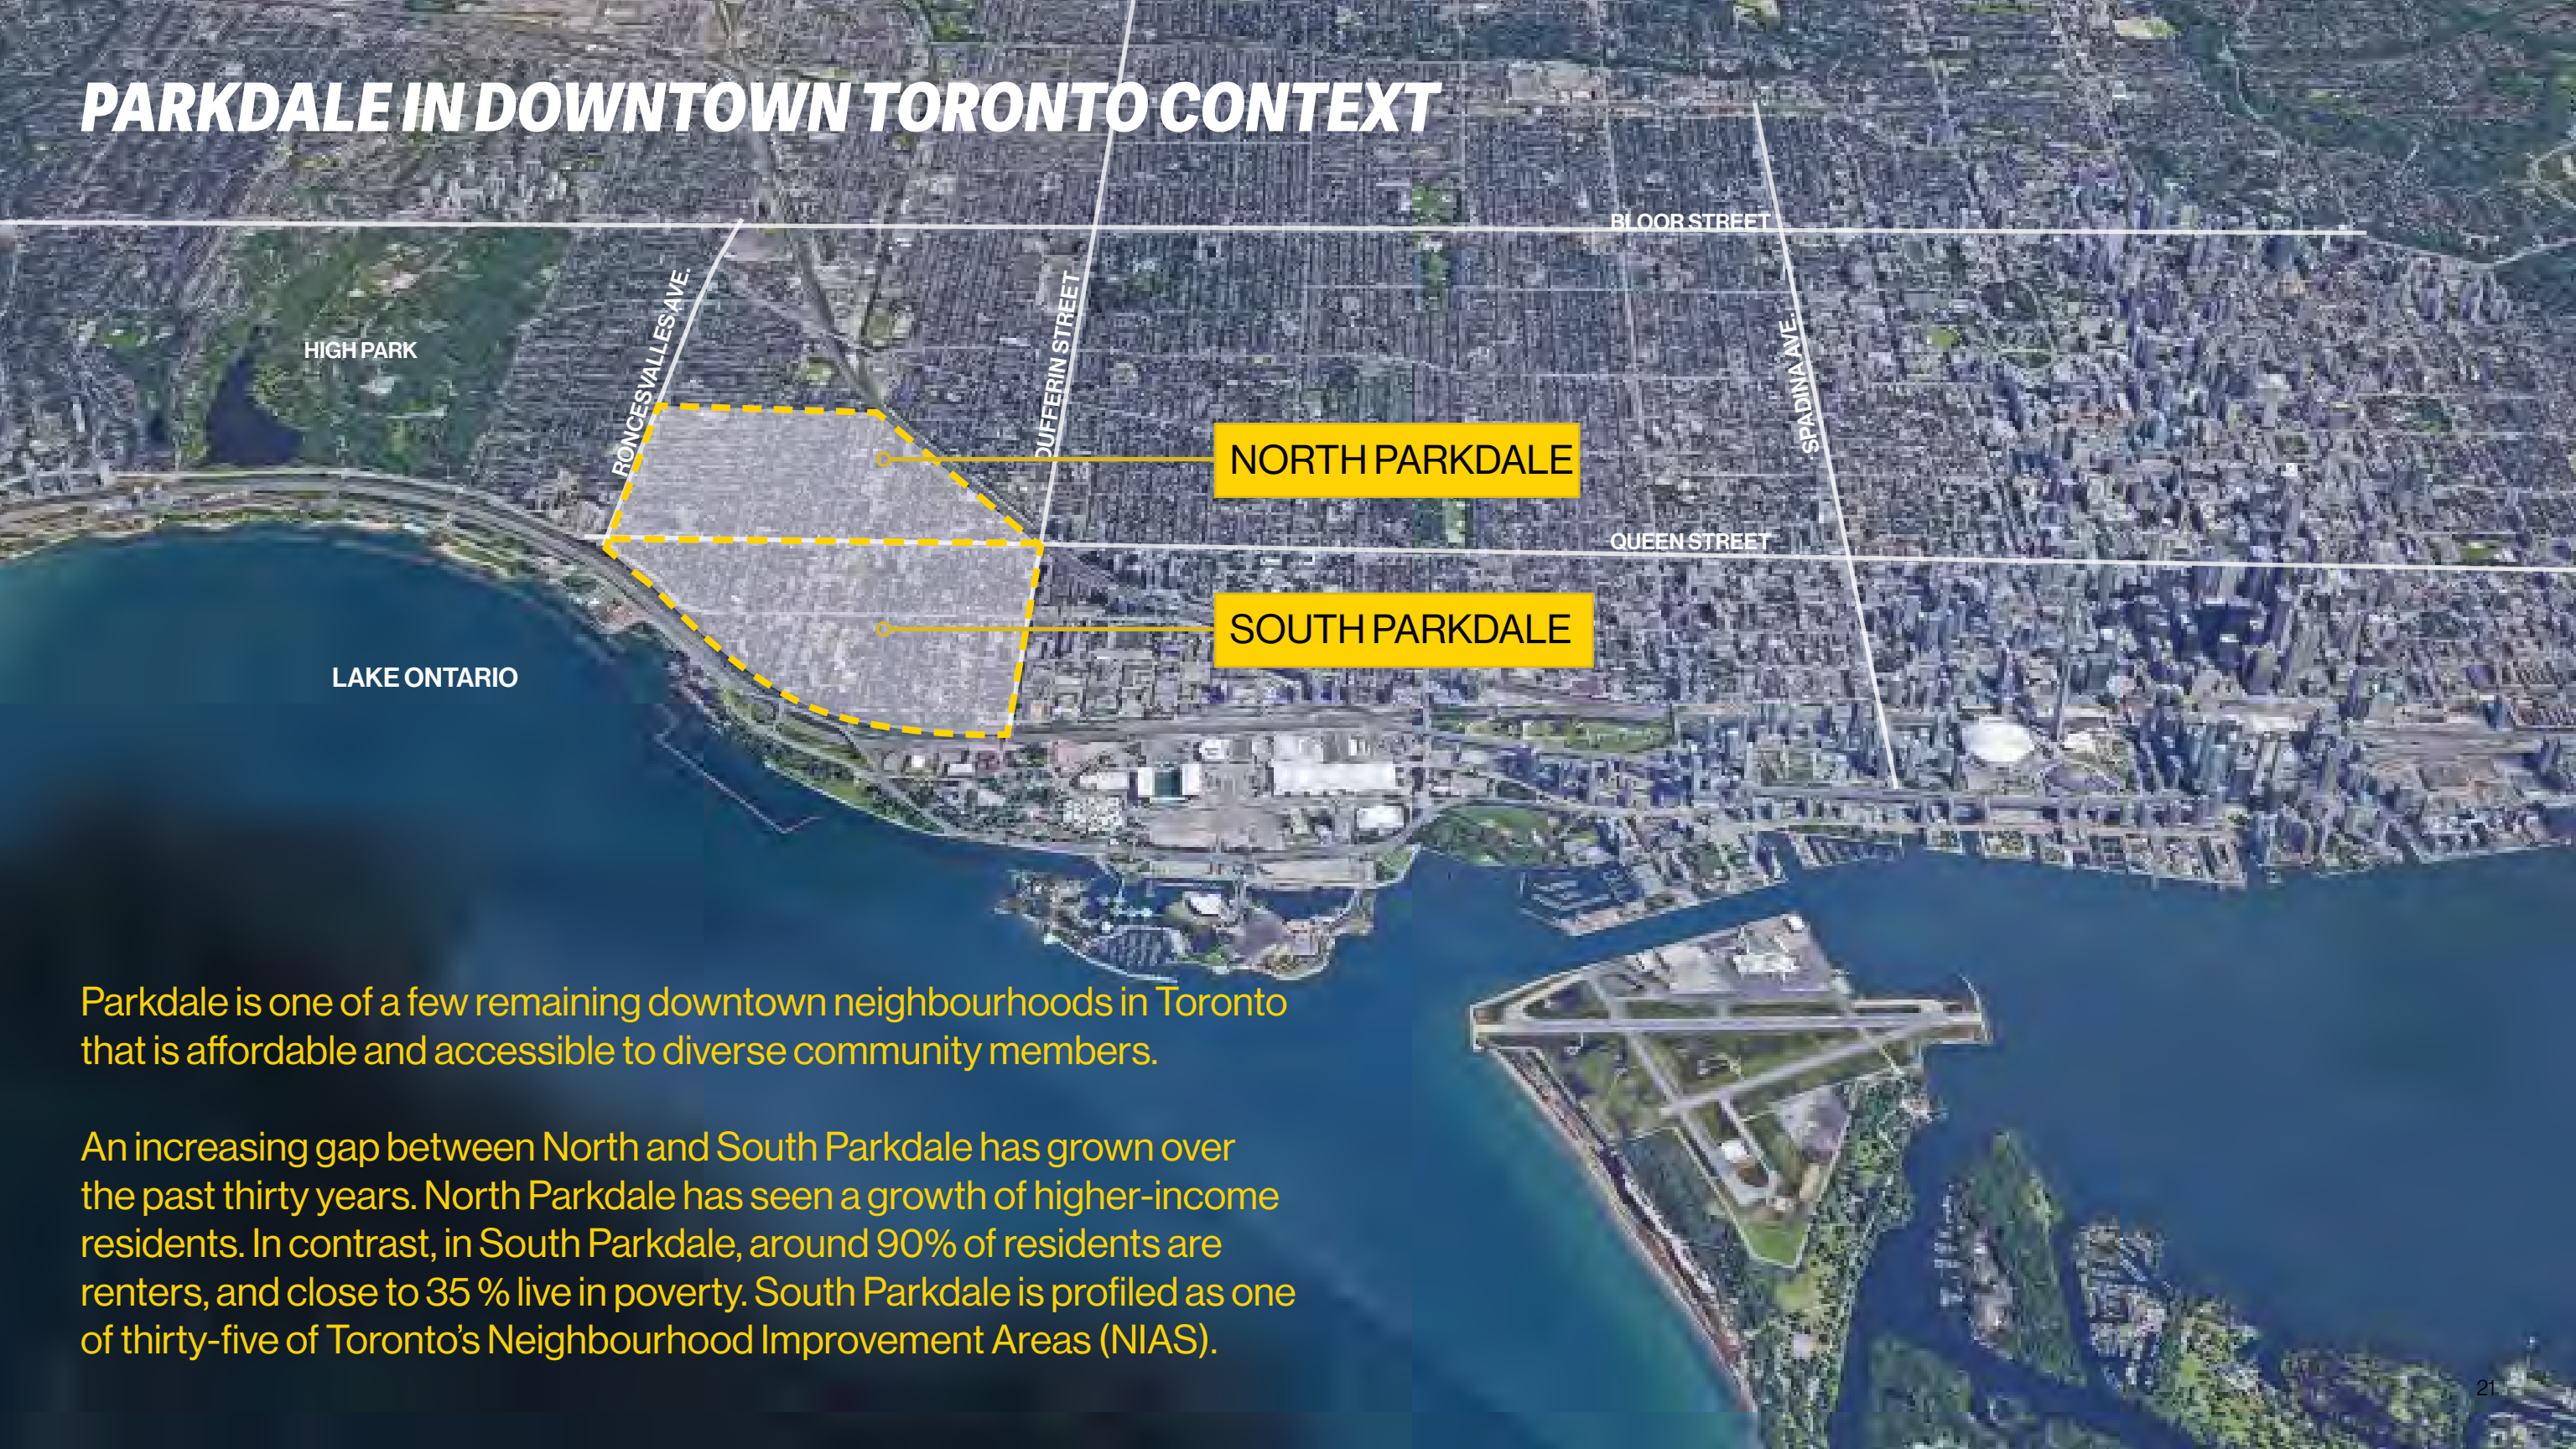 PARKDALE IN DOWNTOWN TORONTO CONTEXT
BLOOR STREET
RONCESVALLES AVE.
DUFFERIN STREET
HIGH PARK
SPADINA AVE.
NORTH PARKDALE
QUEEN STREET
SOUTH PARKDALE
LAKE ONTARIO
Parkdale is one of a few remaining downtown neighbourhoods in Toronto
that is affordable and accessible to diverse community members.
An increasing gap between North and South Parkdale has grown over
the past thirty years. North Parkdale has seen a growth of higher-income
residents. In contrast, in South Parkdale, around 90% of residents are
renters, and close to 35 % live in poverty. South Parkdale is profiled as one
of thirty-five of Toronto’s Neighbourhood Improvement Areas (NIAS).
21